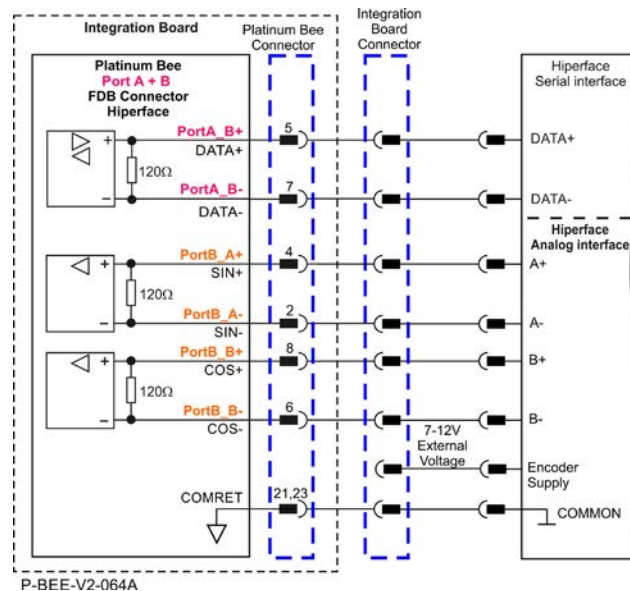 Integration Board
Platinum Bee
Connector
Integration
Board
Connector
Platinum Bee
Port A + B
FDB Connector
Hiperface
Hiperface
Serial interface
PortA_B+
DATA+
5
DATA+
120Ω
PortA_B-
DATA-
7
DATA-
Hiperface
Analog interface
PortB_A+
SIN+
4
A+
120Ω
PortB_A-
SIN-
2
A-
PortB_B+
COS+
8
B+
120Ω
PortB_B-
COS-
6
B-
7-12V
External
Voltage
Encoder
Supply
COMRET
21,23
COMMON
P-BEE-V2-064A